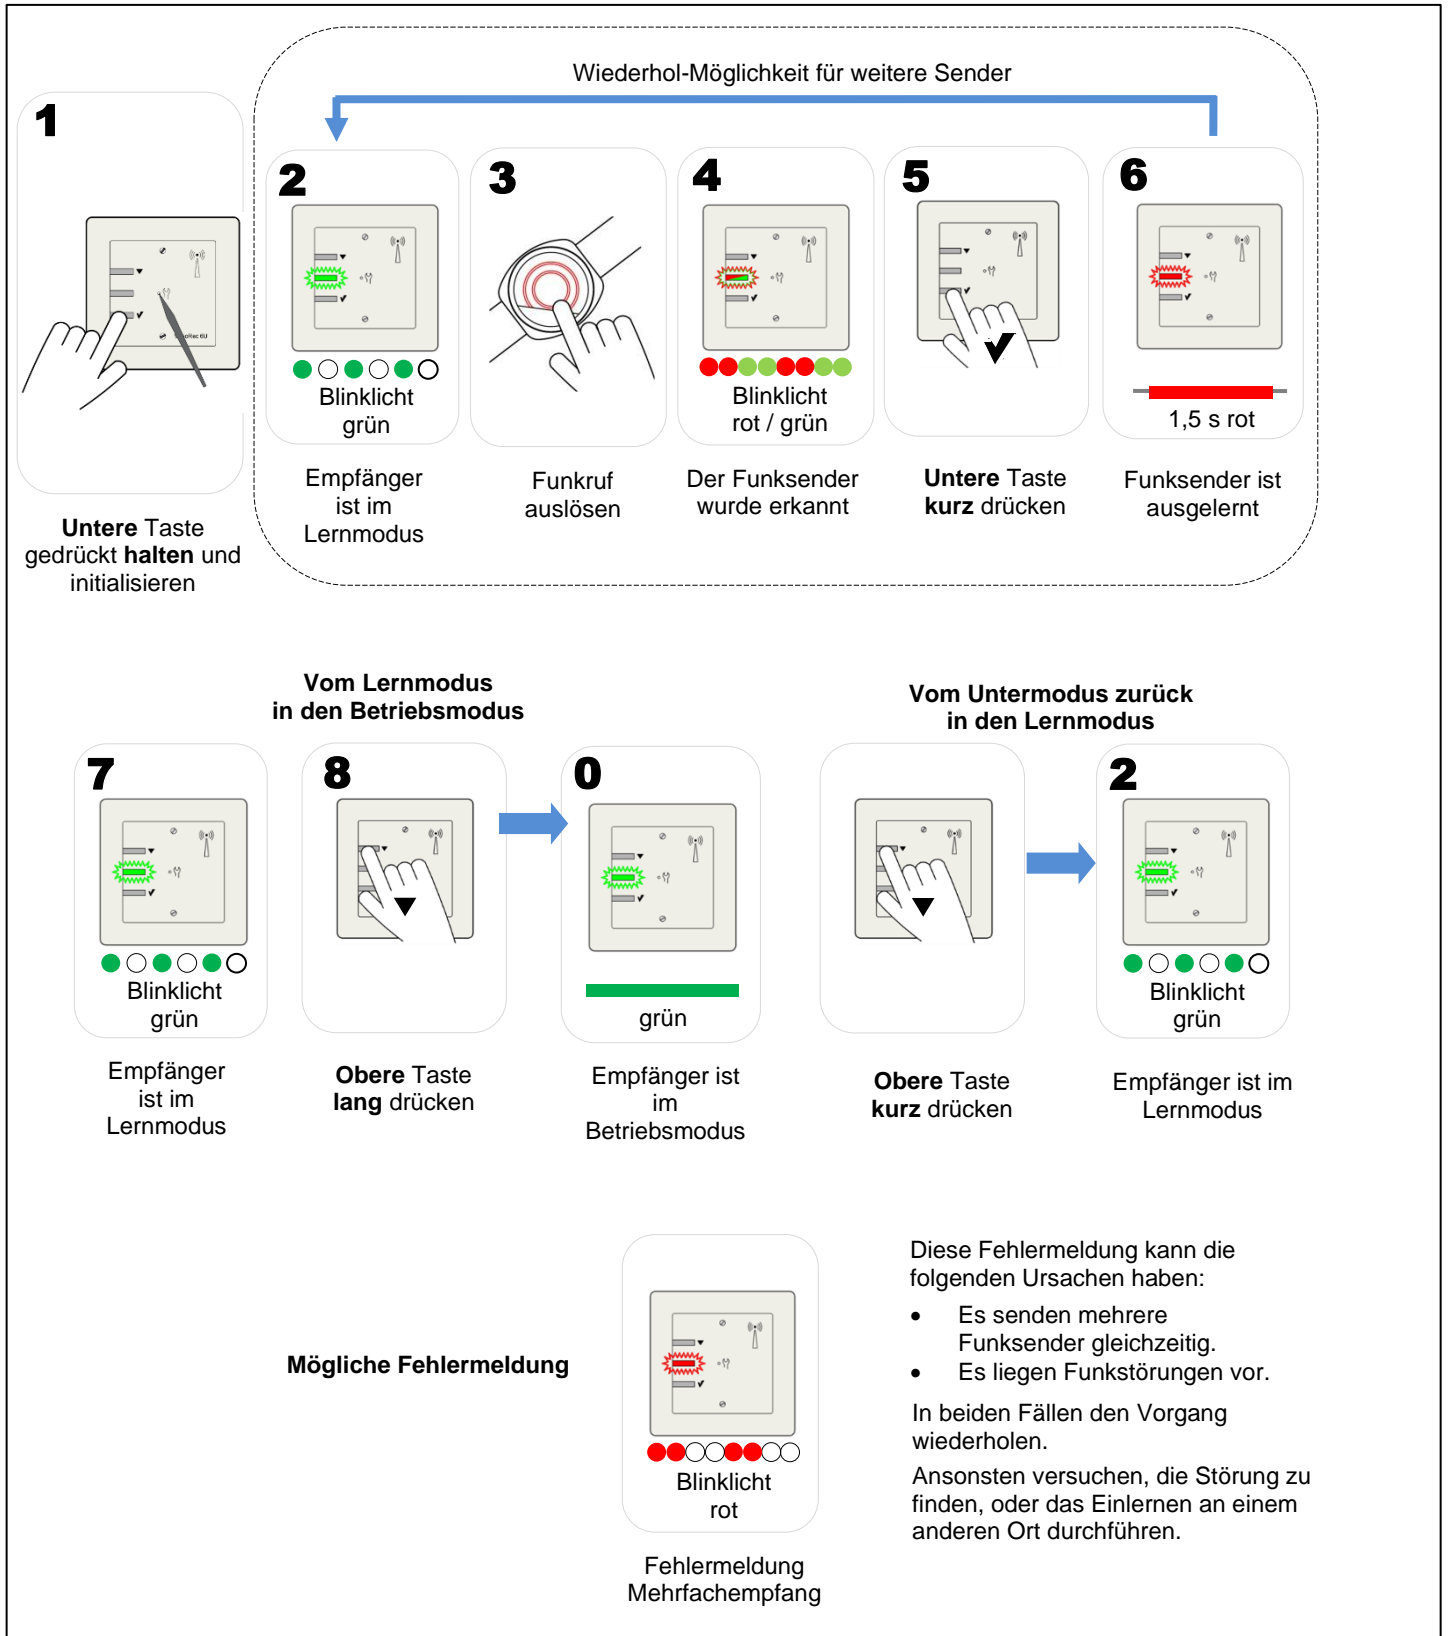 Wiederhol-Möglichkeit für weitere Sender
1
Untere Taste
gedrückt halten und
initialisieren
2
Blinklicht
grün
Empfänger
ist im
Lernmodus
3
Funkruf
auslösen
4
Blinklicht
rot / grün
Der Funksender
wurde erkannt
5
Untere Taste
kurz drücken
6
1,5 s rot
Funksender ist
ausgelernt
Vom Lernmodus
in den Betriebsmodus
7
Blinklicht
grün
Empfänger
ist im
Lernmodus
8
Obere Taste
lang drücken
0
grün
Empfänger ist
im
Betriebsmodus
Vom Untermodus zurück
in den Lernmodus
Obere Taste
kurz drücken
2
Blinklicht
grün
Empfänger ist im
Lernmodus
Mögliche Fehlermeldung
Blinklicht
rot
Fehlermeldung
Mehrfachempfang
Diese Fehlermeldung kann die
folgenden Ursachen haben:
• Es senden mehrere
Funksender gleichzeitig.
• Es liegen Funkstörungen vor.
In beiden Fällen den Vorgang
wiederholen.
Ansonsten versuchen, die Störung zu
finden, oder das Einlernen an einem
anderen Ort durchführen.